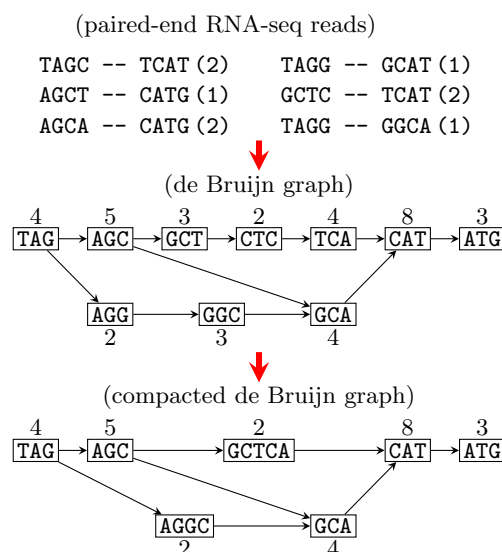 (paired-end RNA-seq reads)
TAGC -- TCAT(2) TAGG -- GCAT(1)
AGCT -- CATG(1) GCTC -- TCAT(2)
AGCA -- CATG(2) TAGG -- GGCA(1)
(de Bruijn graph)
4 5 3 2 4 8 3
TAG AGC GCT CTC TCA CAT ATG
AGG GGC GCA
2 3 4
(compacted de Bruijn graph)
4 5 2 8 3
TAG AGC GCTCA CAT ATG
AGGC GCA
2 4